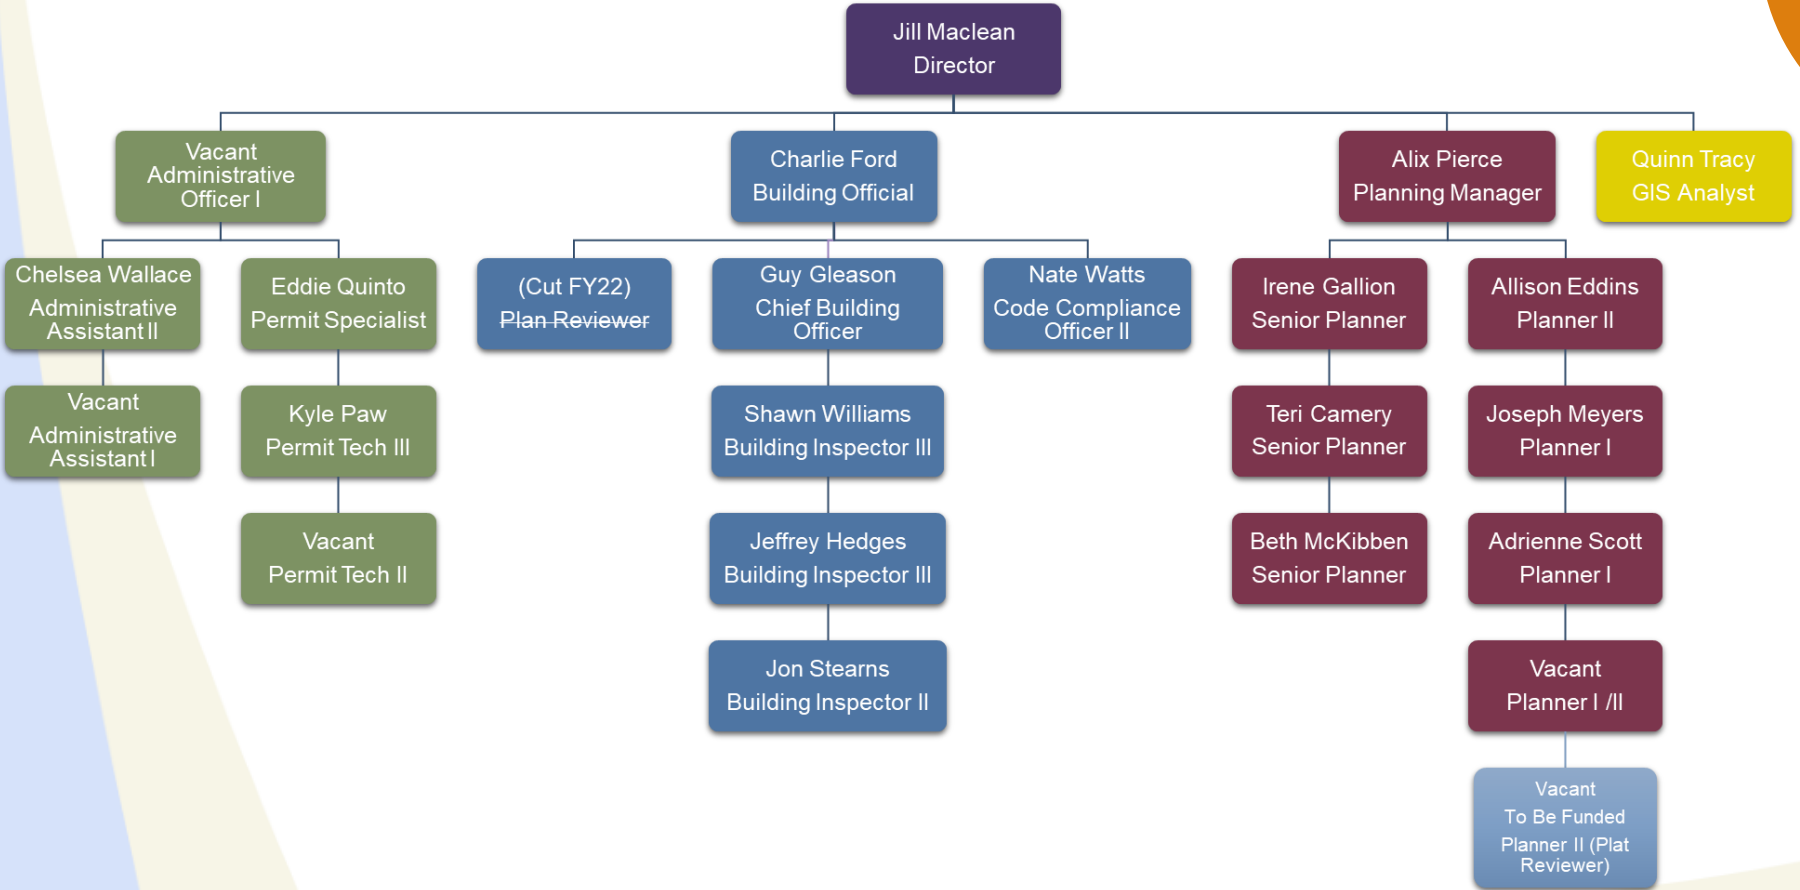 Jill Maclean
Director
Vacant
Administrative
Officer I
Charlie Ford
Building Official
Alix Pierce
Planning Manager
Quinn Tracy
GIS Analyst
Chelsea Wallace
Administrative
Assistant II
Eddie Quinto
Permit Specialist
(Cut FY22)
Plan Reviewer
Guy Gleason
Chief Building
Officer
Nate Watts
Code Compliance
Officer II
Irene Gallion
Senior Planner
Allison Eddins
Planner II
Vacant
Administrative
Assistant I
Kyle Paw
Permit Tech III
Shawn Williams
Building Inspector III
Teri Camery
Senior Planner
Joseph Meyers
Planner I
Vacant
Permit Tech II
Jeffrey Hedges
Building Inspector III
Beth McKibben
Senior Planner
Adrienne Scott
Planner I
Jon Stearns
Building Inspector II
Vacant
Planner I /II
Vacant
To Be Funded
Planner II (Plat
Reviewer)